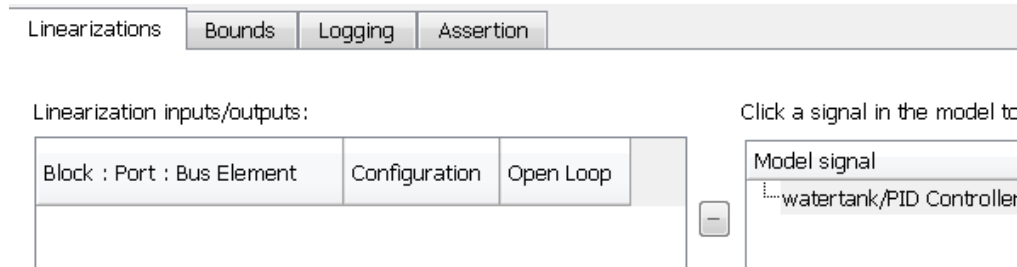 Linearizations Bounds Logging Assertion
Linearization inputs/outputs: Click a signal in the model to
Block : Port : Bus Element Configuration Open Loop Model signal
watertank/PID Controller